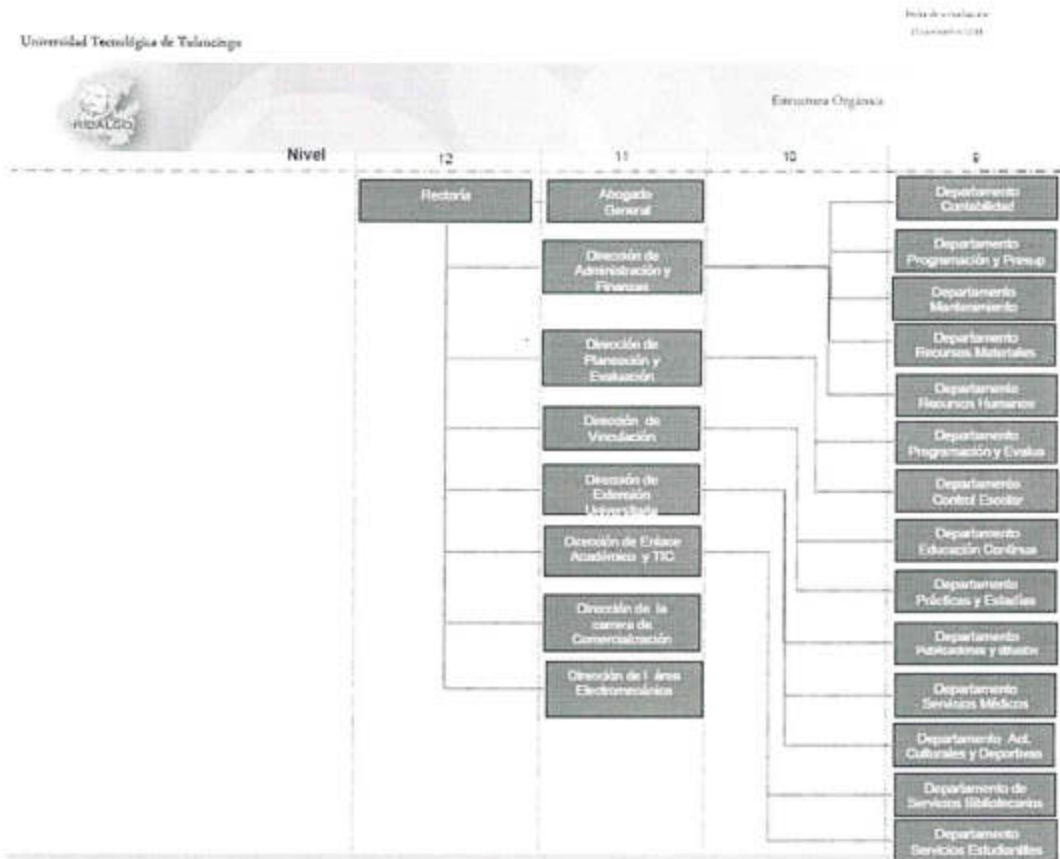 Universidad Tecnológica de Tulancingo
HIDALGO
Estructura Orgánica
Nivel
12
11
10
9
Rectoría
Abogado
General
Dirección de
Administración y
Finanzas
Dirección de
Planeación y
Evaluación
Dirección de
Vinculación
Dirección de
Extensión
Universitaria
Dirección de Enlace
Académico y TIC
Dirección de la
carrera de
Comercialización
Dirección de l área
Electromecánica
Departamento
Contabilidad
Departamento
Programación y Presup
Departamento
Mantenimiento
Departamento
Recursos Materiales
Departamento
Recursos Humanos
Departamento
Programación y Evalua
Departamento
Control Escolar
Departamento
Educación Continua
Departamento
Prácticas y Estadías
Departamento
Publicaciones y difusión
Departamento
Servicios Médicos
Departamento Act.
Culturales y Deportivas
Departamento de
Servicios Bibliotecarios
Departamento
Servicios Estudiantiles